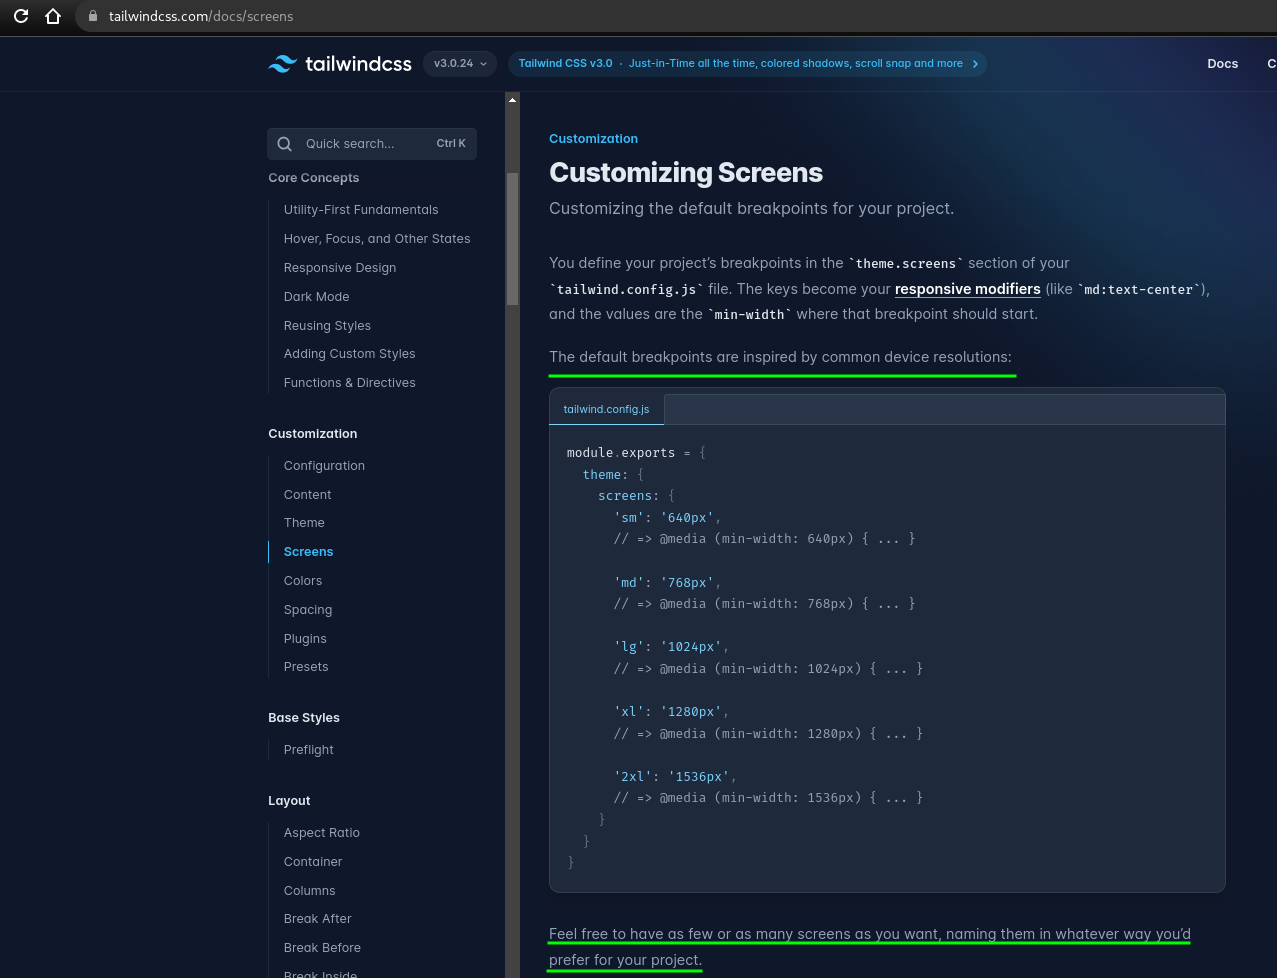 tailwindcss.com/docs/screens
tailwindcss
v3.0.24
Tailwind CSS v3.0 · Just-in-Time all the time, colored shadows, scroll snap and more
Docs
Quick search...
Ctrl K
Core Concepts
Utility-First Fundamentals
Hover, Focus, and Other States
Responsive Design
Dark Mode
Reusing Styles
Adding Custom Styles
Functions & Directives
Customization
Configuration
Content
Theme
Screens
Colors
Spacing
Plugins
Presets
Base Styles
Preflight
Layout
Aspect Ratio
Container
Columns
Break After
Break Before
Break Inside
Customization
Customizing Screens
Customizing the default breakpoints for your project.
You define your project’s breakpoints in the `theme.screens` section of your
`tailwind.config.js` file. The keys become your responsive modifiers (like `md:text-center`),
and the values are the `min-width` where that breakpoint should start.
The default breakpoints are inspired by common device resolutions:
tailwind.config.js
module.exports = {
theme: {
screens: {
'sm': '640px',
// => @media (min-width: 640px) { ... }
'md': '768px',
// => @media (min-width: 768px) { ... }
'lg': '1024px',
// => @media (min-width: 1024px) { ... }
'xl': '1280px',
// => @media (min-width: 1280px) { ... }
'2xl': '1536px',
// => @media (min-width: 1536px) { ... }
}
}
}
Feel free to have as few or as many screens as you want, naming them in whatever way you’d
prefer for your project.